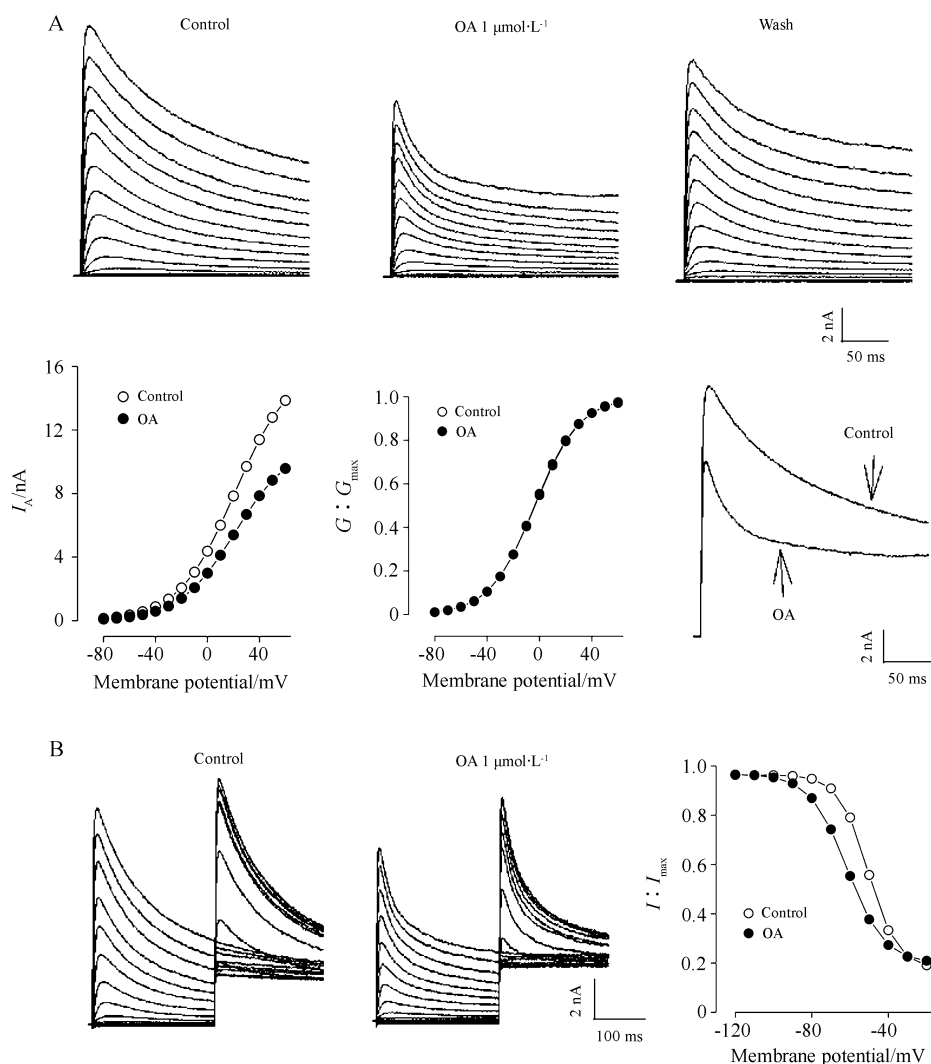 A
Control
OA 1 μmol·L⁻¹
Wash
2 nA
50 ms
16
12
8
4
0
Control
OA
I_A/nA
-80
-40
0
40
Membrane potential/mV
1.0
0.8
0.6
0.4
0.2
0
Control
OA
G : G_max
-80
-40
0
40
Membrane potential/mV
Control
OA
2 nA
50 ms
B
Control
OA 1 μmol·L⁻¹
2 nA
100 ms
1.0
0.8
0.6
0.4
0.2
0
I : I_max
Control
OA
-120
-80
-40
Membrane potential/mV